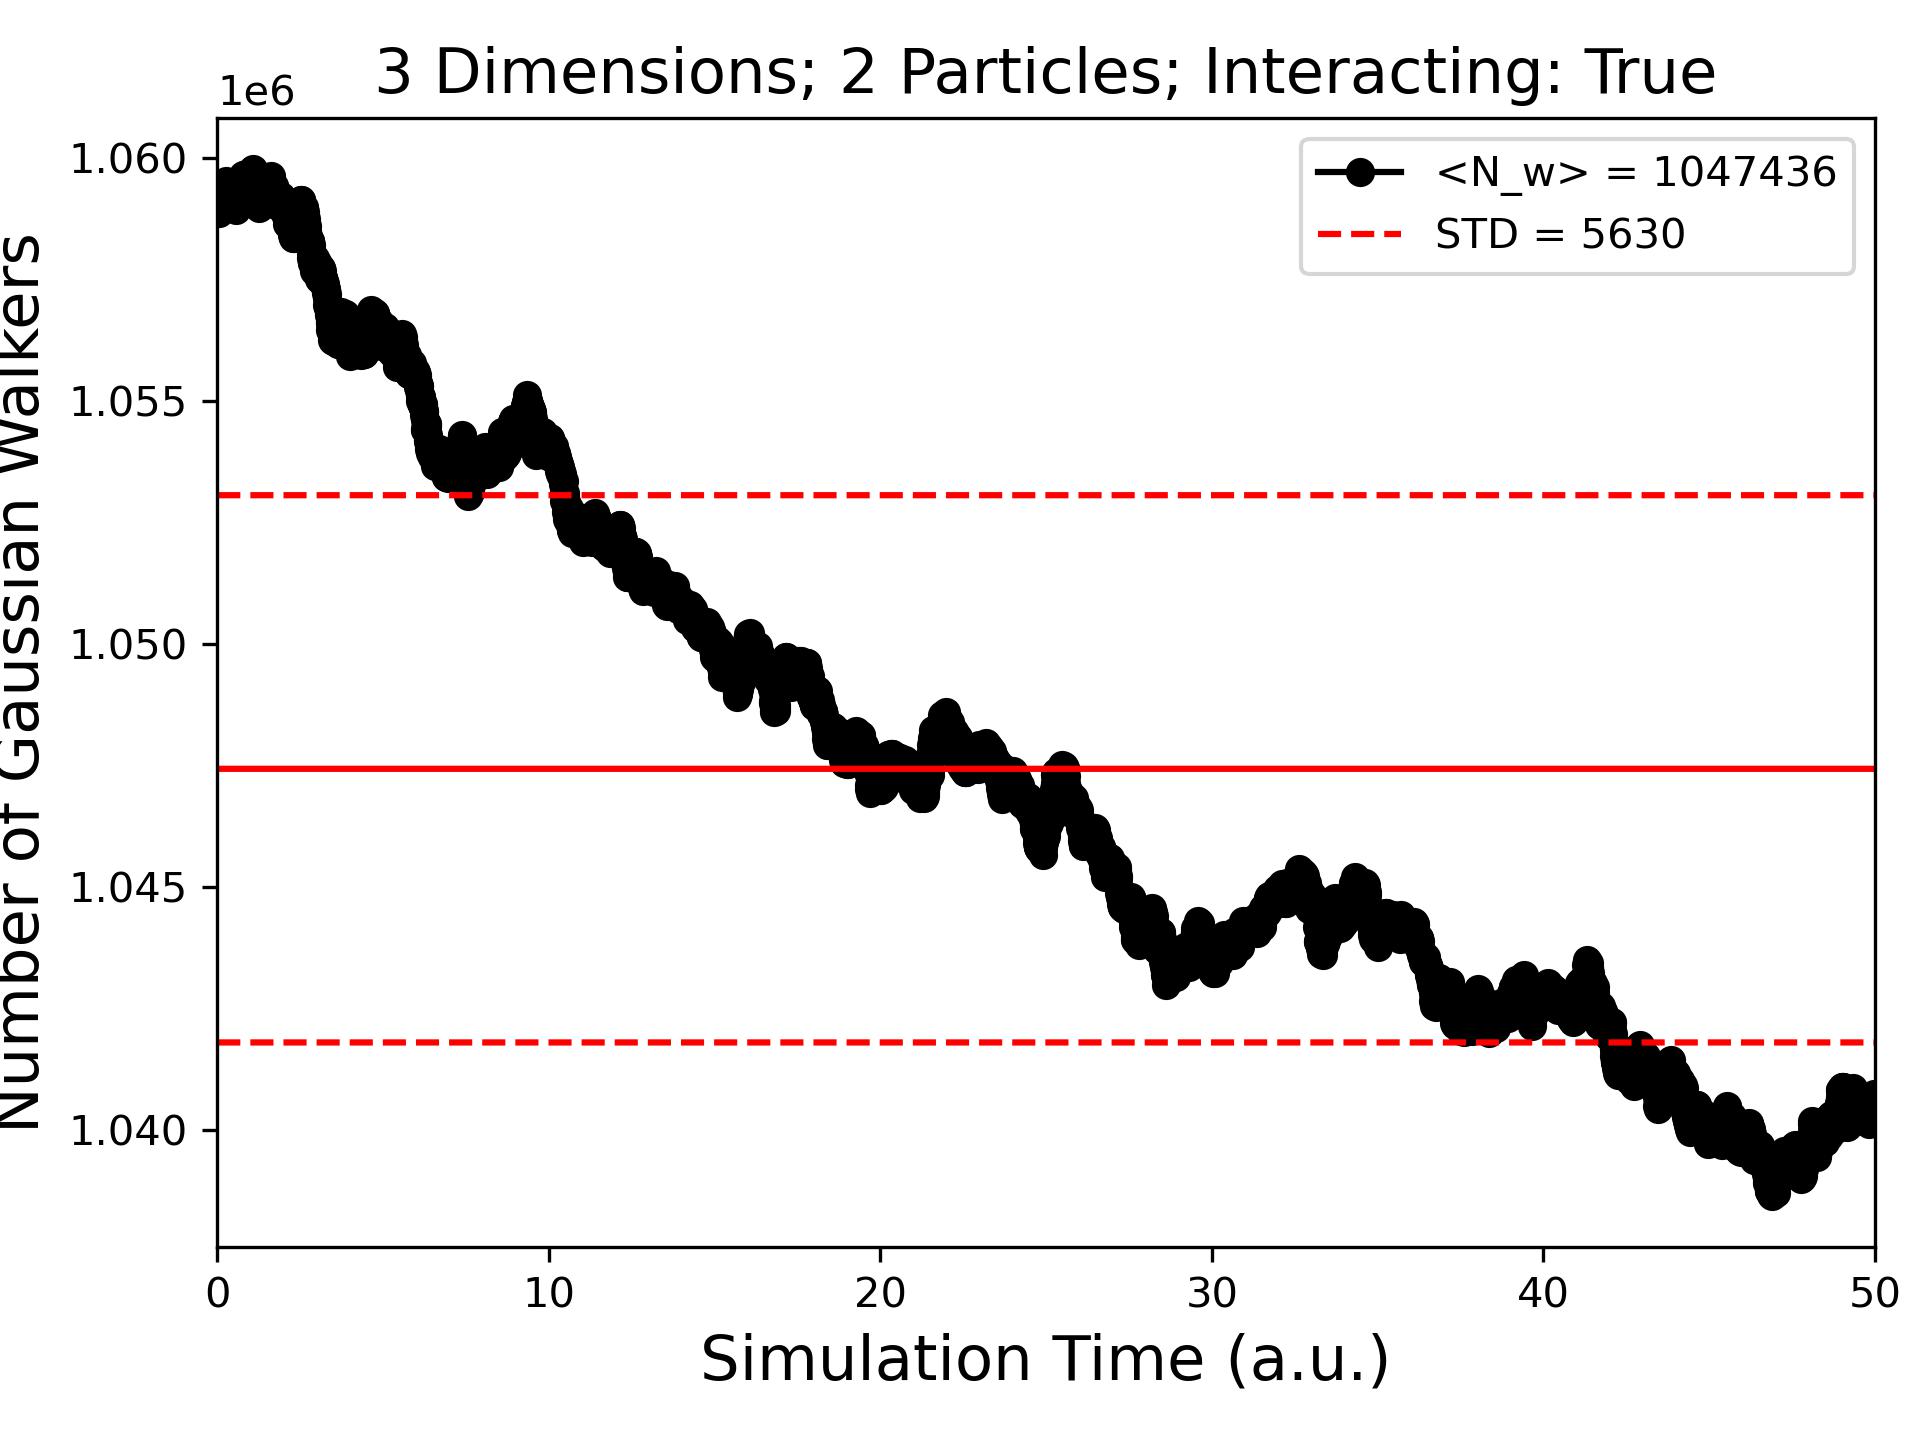 3 Dimensions; 2 Particles; Interacting: True
1e6
<N_w> = 1047436
STD = 5630
Number of Gaussian Walkers
1.060
1.055
1.050
1.045
1.040
0 10 20 30 40 50
Simulation Time (a.u.)